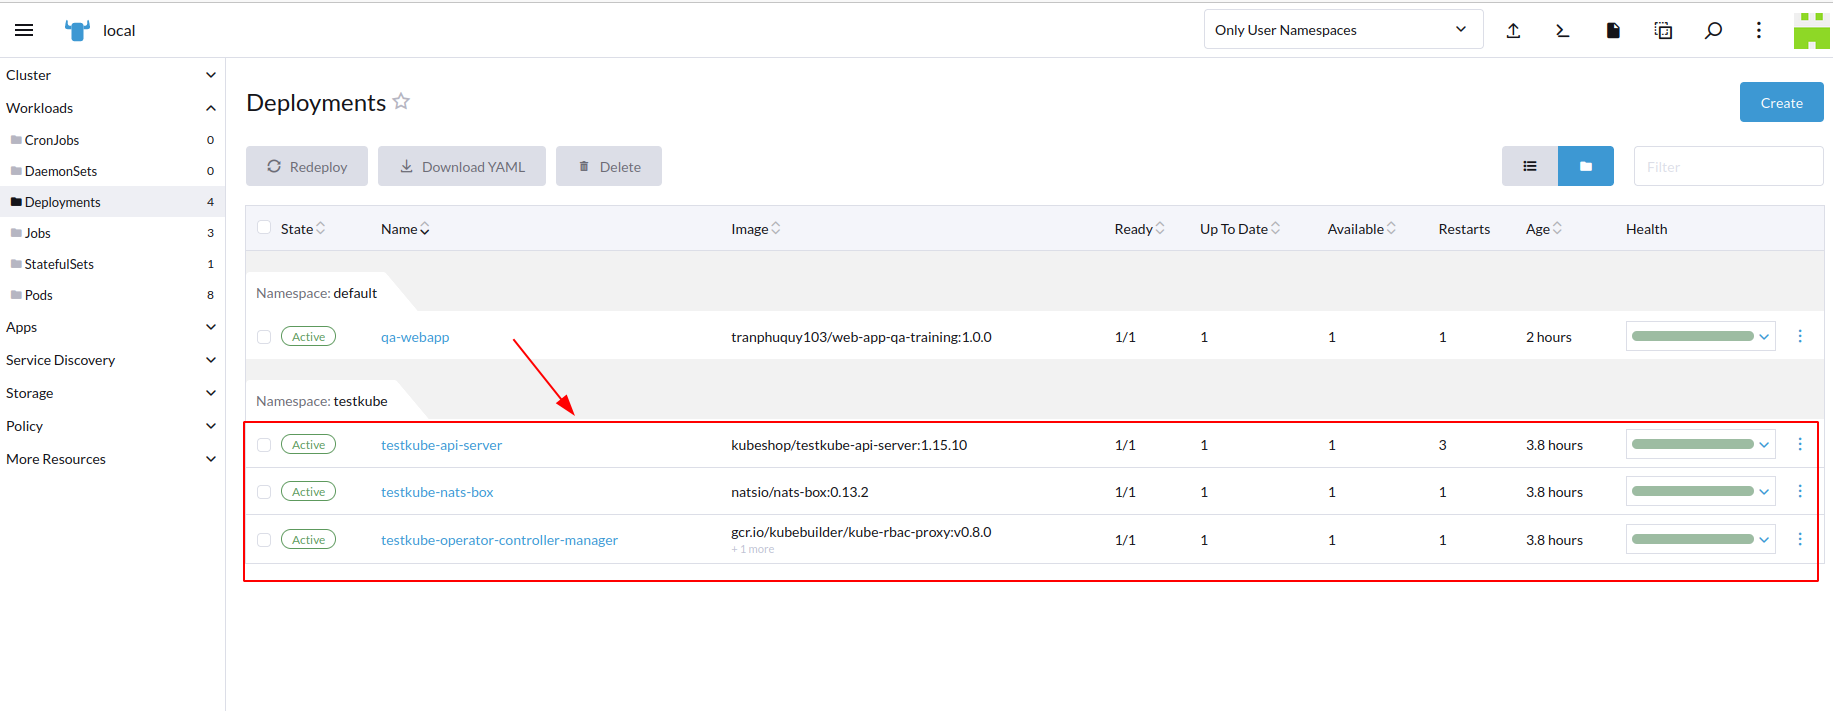 local
Only User Namespaces
Cluster
Workloads
CronJobs 0
DaemonSets 0
Deployments 4
Jobs 3
StatefulSets 1
Pods 8
Apps
Service Discovery
Storage
Policy
More Resources
Deployments
Create
Redeploy
Download YAML
Delete
Filter
State Name Image Ready Up To Date Available Restarts Age Health
Namespace: default
Active qa-webapp tranphuquy103/web-app-qa-training:1.0.0 1/1 1 1 1 2 hours
Namespace: testkube
Active testkube-api-server kubeshop/testkube-api-server:1.15.10 1/1 1 1 3 3.8 hours
Active testkube-nats-box natsio/nats-box:0.13.2 1/1 1 1 1 3.8 hours
Active testkube-operator-controller-manager gcr.io/kubebuilder/kube-rbac-proxy:v0.8.0 1/1 1 1 1 3.8 hours
+ 1 more